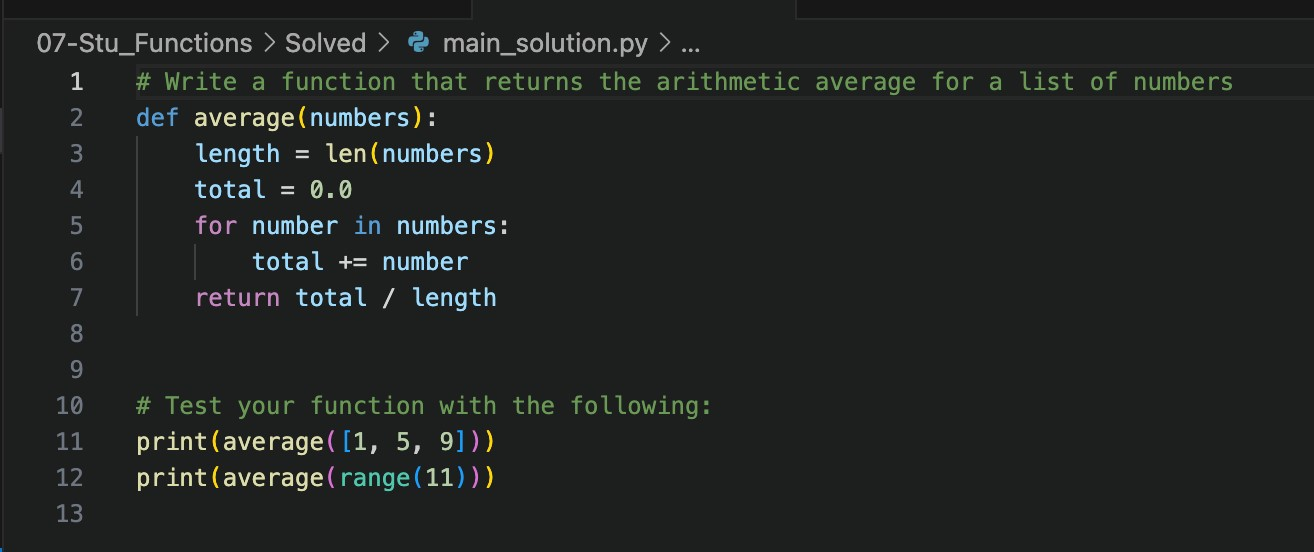 07-Stu_Functions > Solved > main_solution.py > ...
1 # Write a function that returns the arithmetic average for a list of numbers
2 def average(numbers):
3     length = len(numbers)
4     total = 0.0
5     for number in numbers:
6         total += number
7     return total / length
8
9
10 # Test your function with the following:
11 print(average([1, 5, 9]))
12 print(average(range(11)))
13